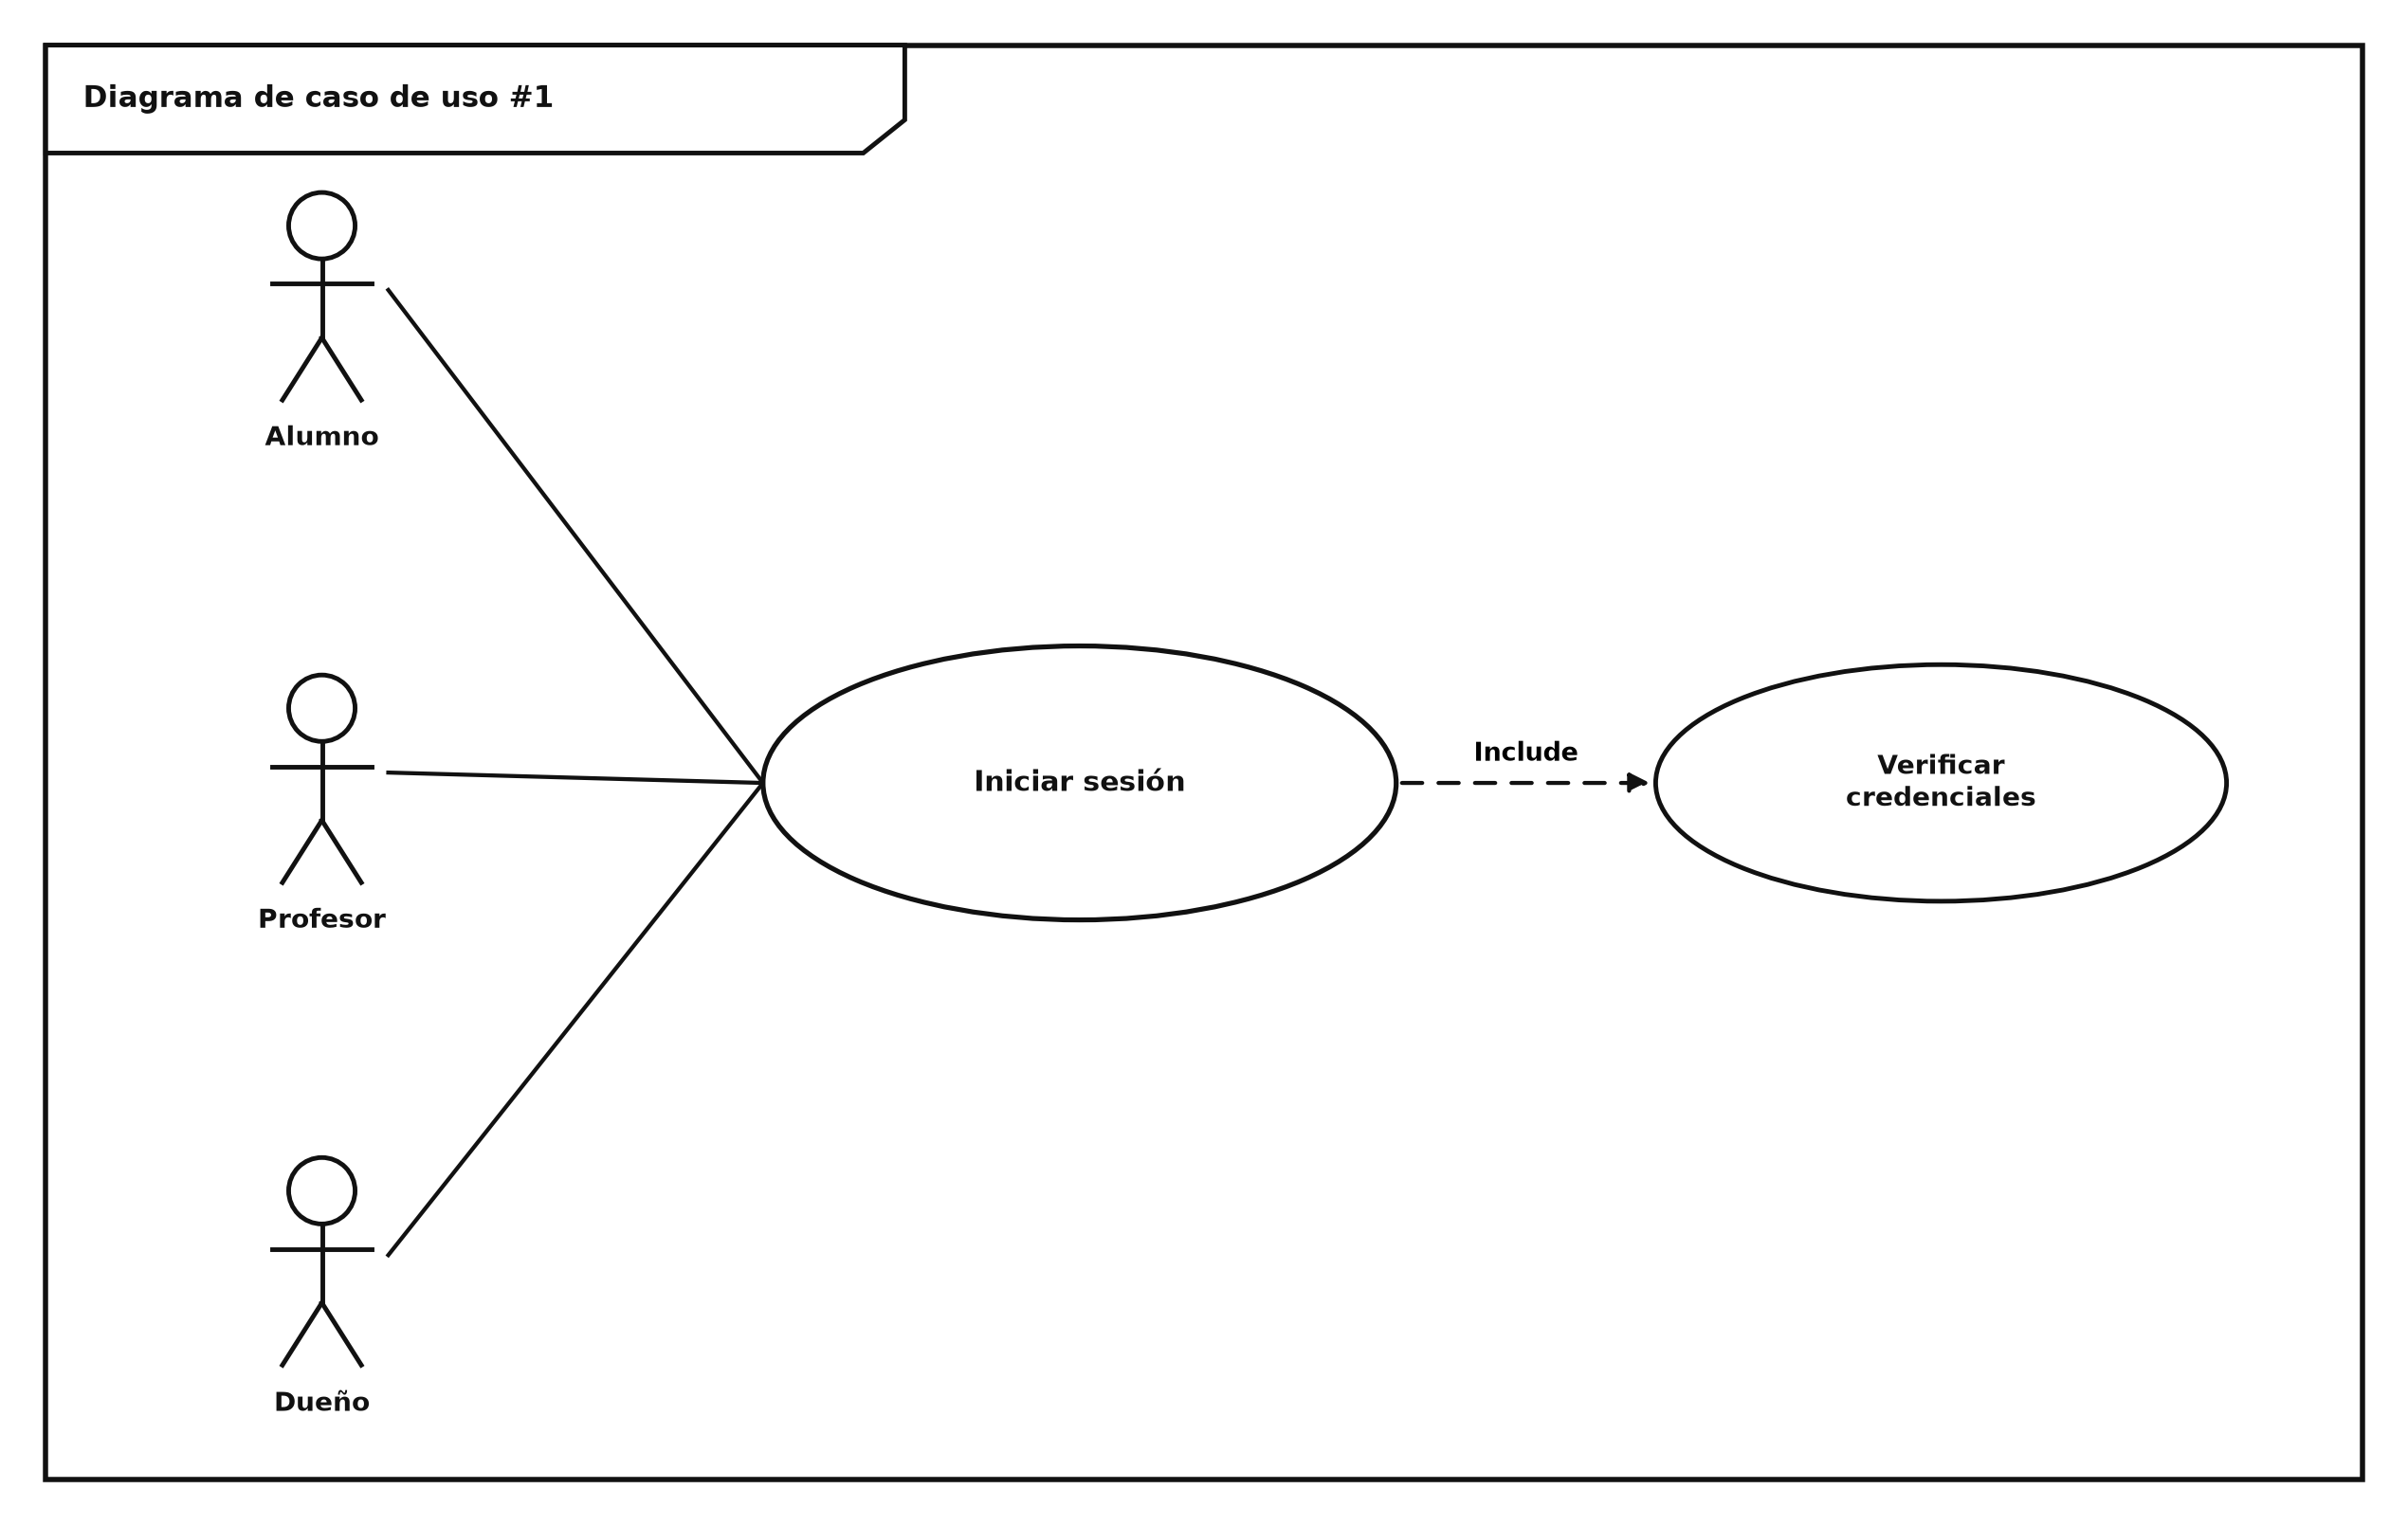 Diagrama de caso de uso #1
Alumno
Profesor
Iniciar sesión
Include
Verificar
credenciales
Dueño